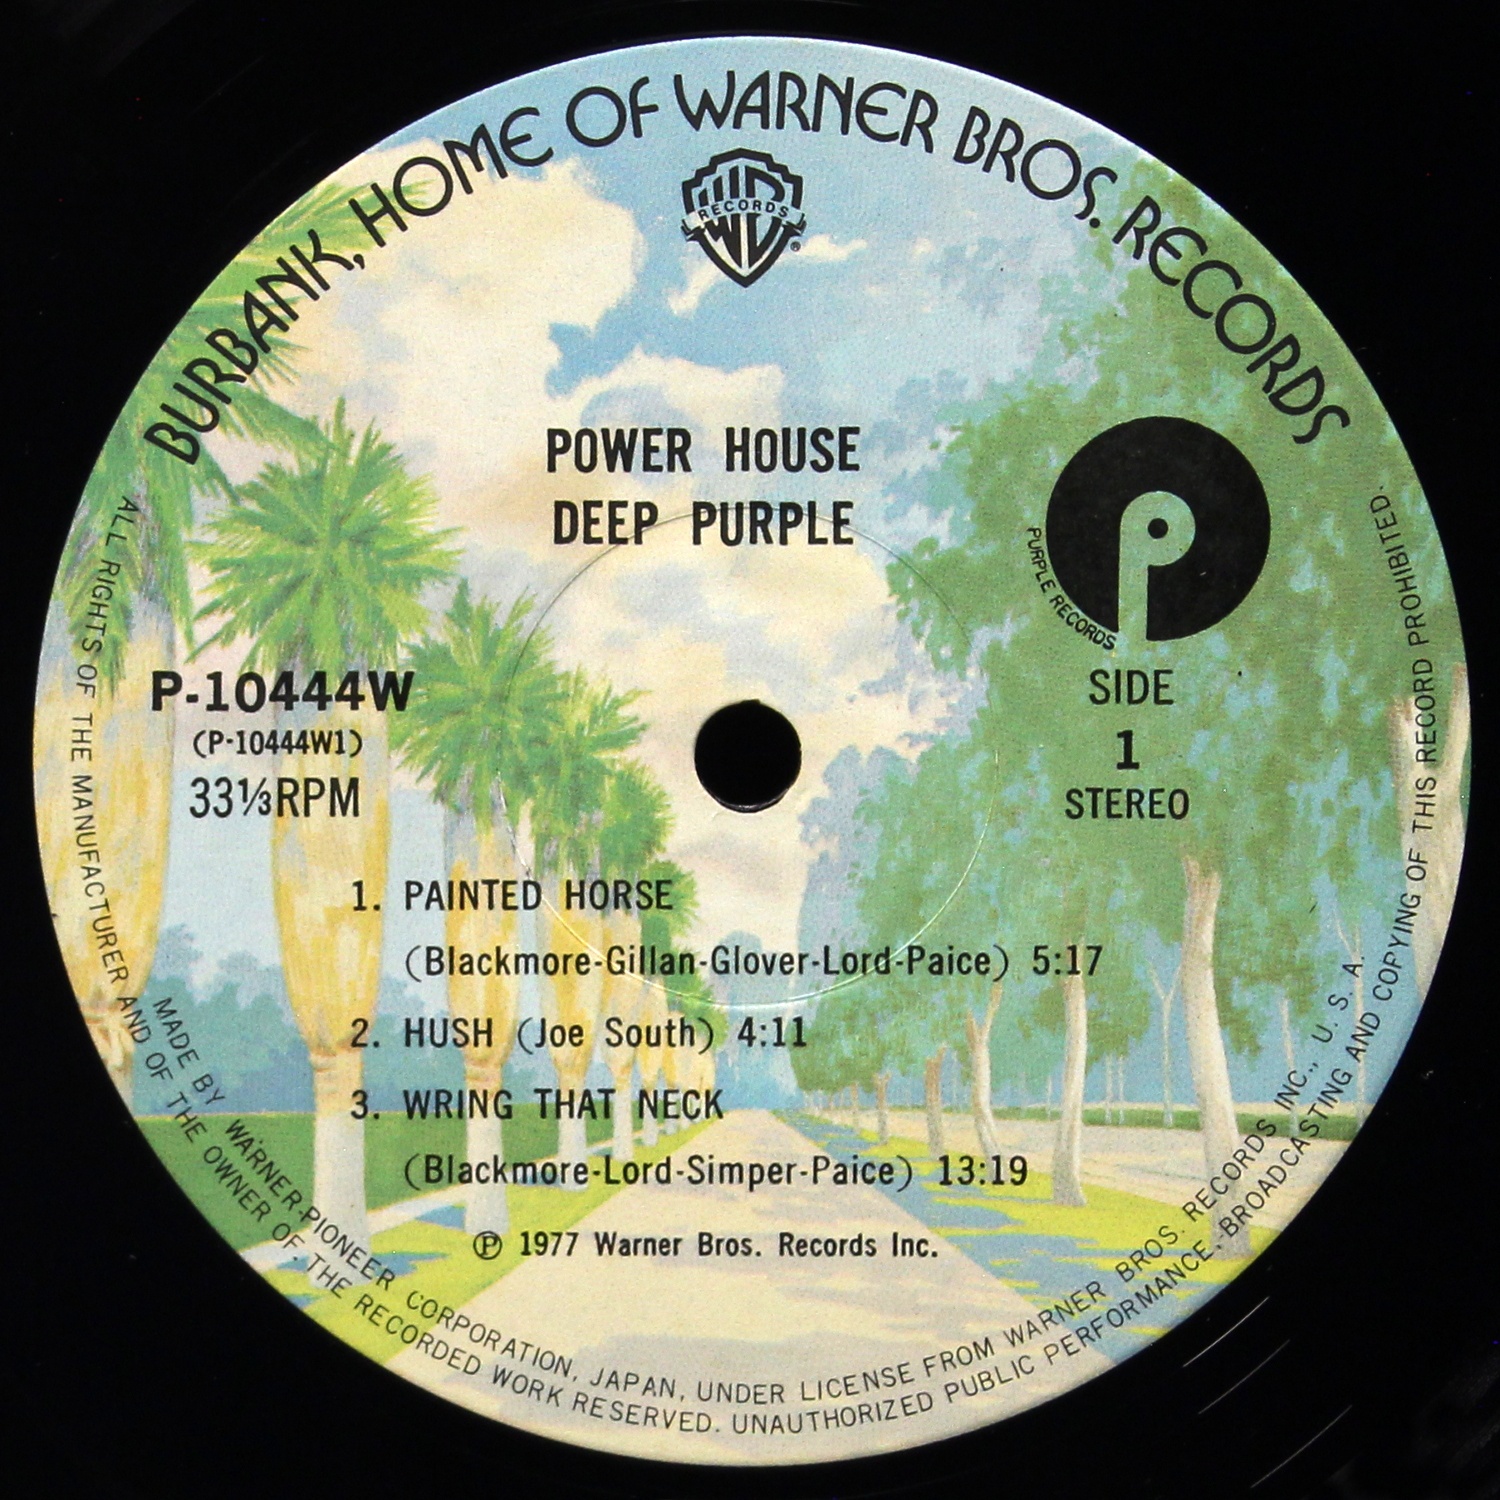 BURBANK, HOME OF WARNER BROS. RECORDS
WB
RECORDS
®
POWER HOUSE
DEEP PURPLE
P
PURPLE RECORDS
P-10444W
(P-10444W1)
33⅓RPM
SIDE
1
STEREO
1. PAINTED HORSE
(Blackmore-Gillan-Glover-Lord-Paice) 5:17
2. HUSH (Joe South) 4:11
3. WRING THAT NECK
(Blackmore-Lord-Simper-Paice) 13:19
℗ 1977 Warner Bros. Records Inc.
MADE BY WARNER-PIONEER CORPORATION, JAPAN, UNDER LICENSE FROM WARNER BROS. RECORDS INC., U. S. A.
ALL RIGHTS OF THE MANUFACTURER AND OF THE OWNER OF THE RECORDED WORK RESERVED. UNAUTHORIZED PUBLIC PERFORMANCE, BROADCASTING AND COPYING OF THIS RECORD PROHIBITED.